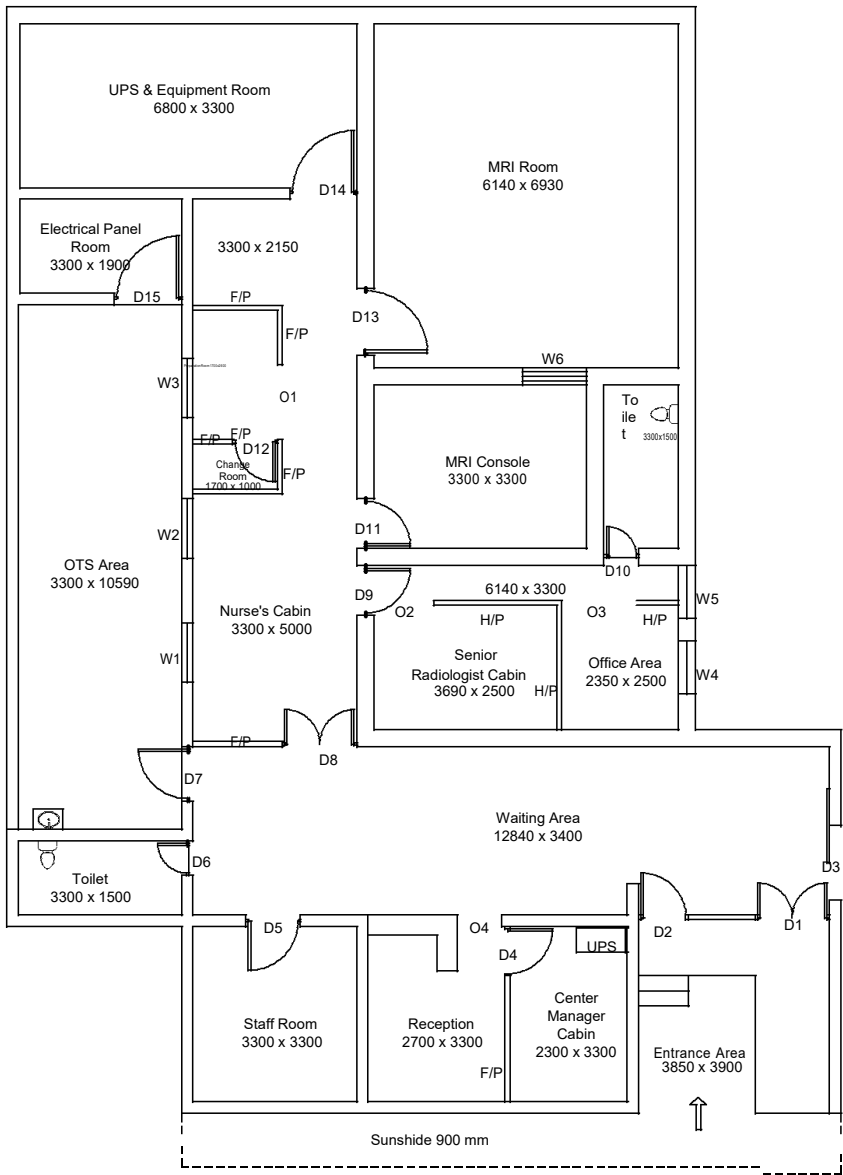 UPS & Equipment Room
6800 x 3300
MRI Room
6140 x 6930
D14
Electrical Panel
Room
3300 x 1900
3300 x 2150
D15
F/P
D13
F/P
W6
W3
O1
To
ile
t
3300x1500
F/P
F/P
D12
Change
Room
1700 x 1000
F/P
MRI Console
3300 x 3300
W2
D11
OTS Area
3300 x 10590
D10
6140 x 3300
D9
O2
O3
W5
Nurse's Cabin
3300 x 5000
H/P
H/P
W1
Senior
Radiologist Cabin
3690 x 2500
H/P
Office Area
2350 x 2500
W4
F/P
D8
D7
Waiting Area
12840 x 3400
D6
D3
Toilet
3300 x 1500
D5
O4
D4
UPS
D2
D1
Staff Room
3300 x 3300
Reception
2700 x 3300
Center
Manager
Cabin
2300 x 3300
F/P
Entrance Area
3850 x 3900
Sunshide 900 mm